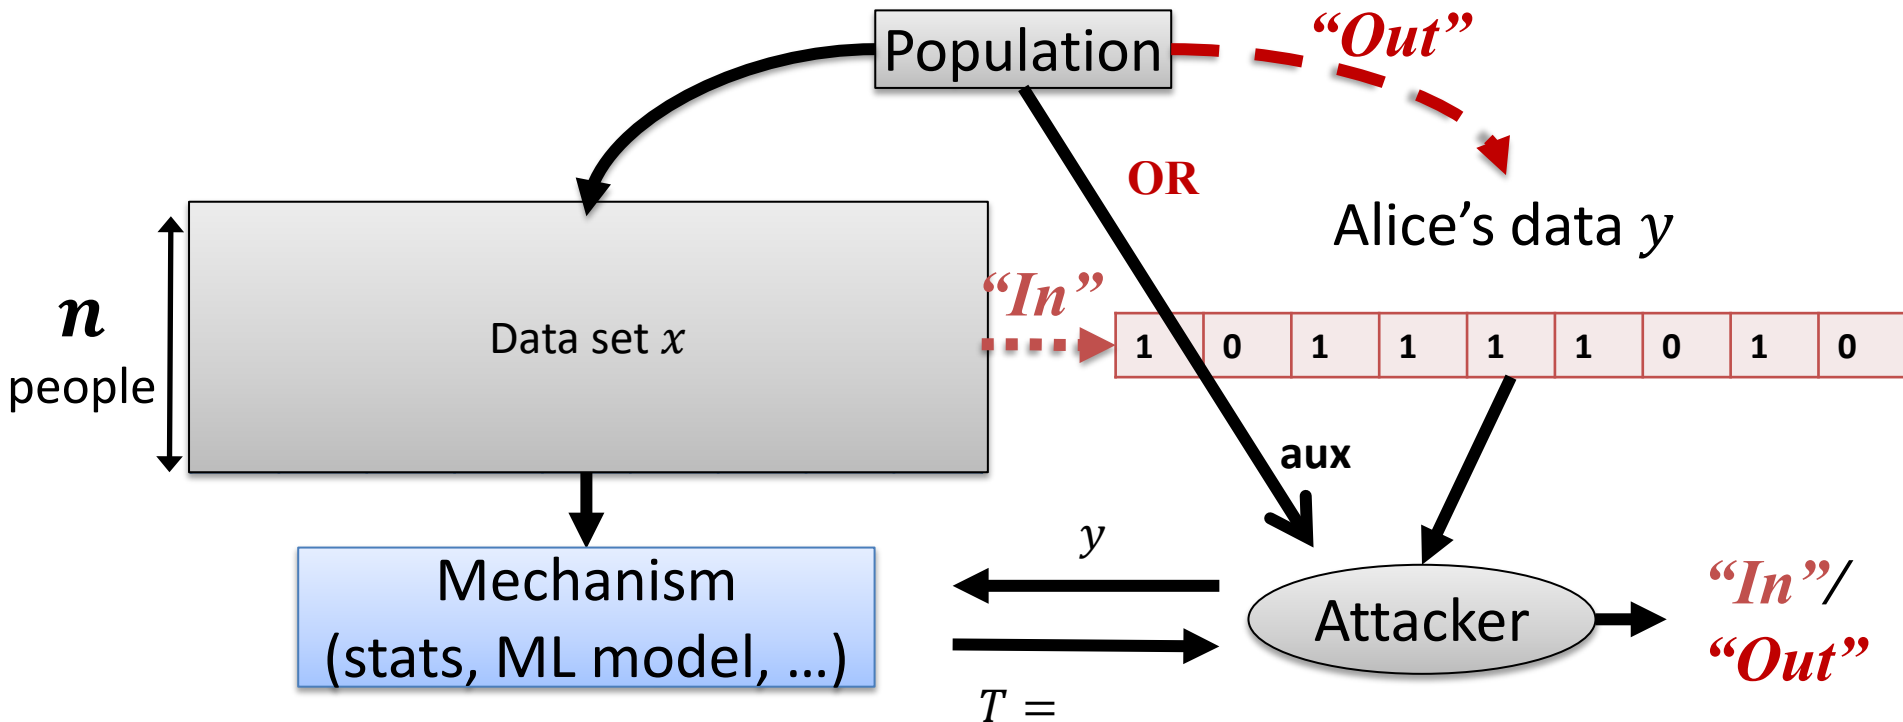 Population
“Out”
OR
Alice’s data y
n
people
Data set x
“In”
1 0 1 1 1 1 0 1 0
aux
y
Mechanism
(stats, ML model, …)
Attacker
“In”/
“Out”
T =